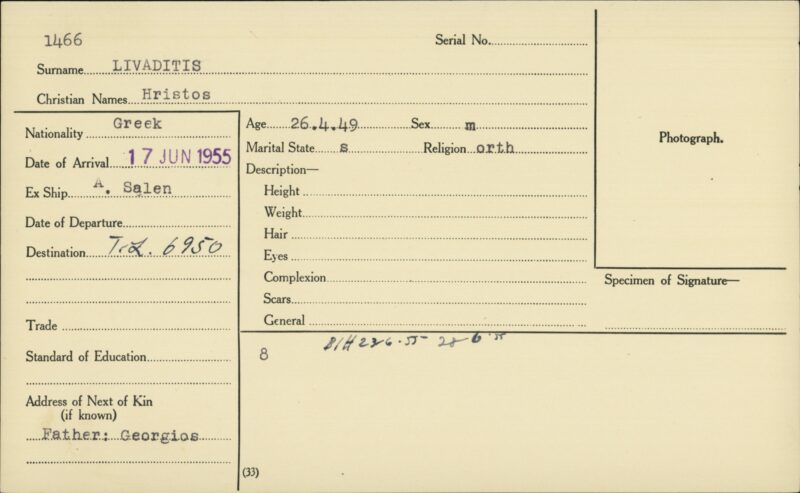 1466
Serial No.
Surname LIVADITIS
Christian Names Hristos
Nationality Greek
Date of Arrival 17 JUN 1955
Ex Ship A. Salen
Date of Departure
Destination T.L. 6950
Trade
Standard of Education
Address of Next of Kin
(if known)
Father: Georgios
Age 26.4.49 Sex m
Marital State s Religion orth
Description—
Height
Weight
Hair
Eyes
Complexion
Scars
General
8
(33)
Photograph.
Specimen of Signature—